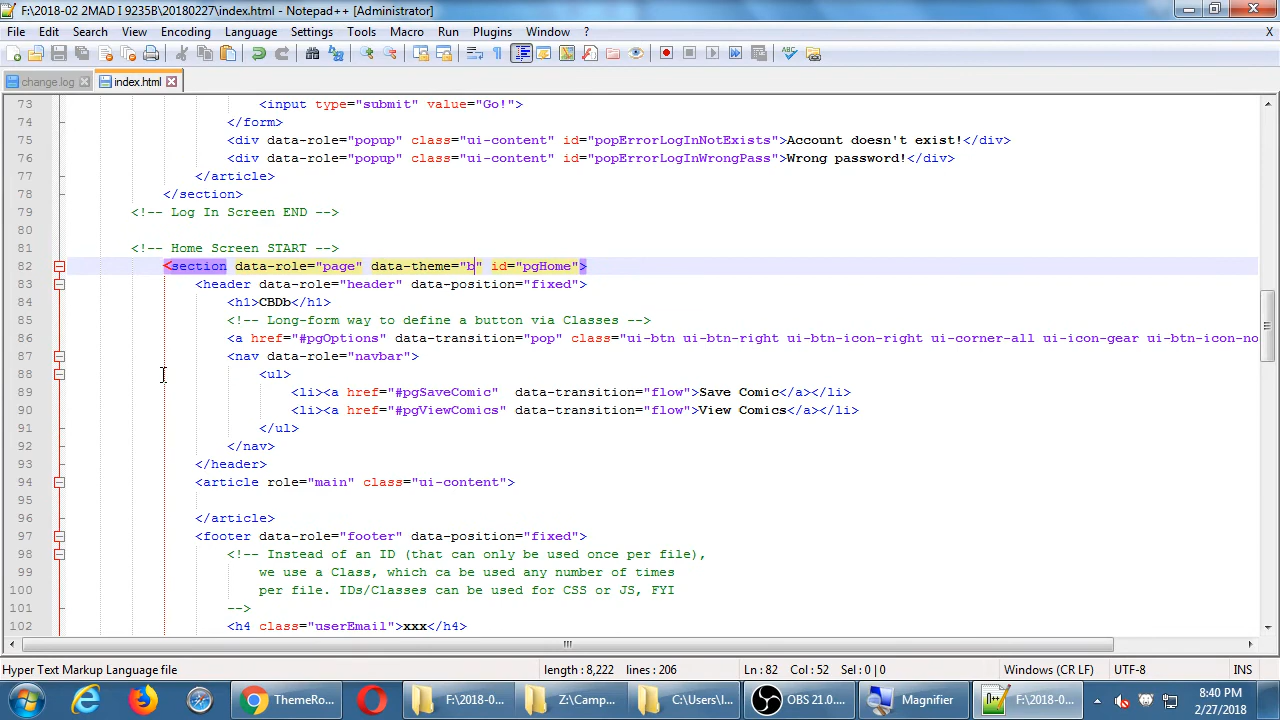 F:\2018-02 2MAD I 9235B\20180227\index.html - Notepad++ [Administrator]
File Edit Search View Encoding Language Settings Tools Macro Run Plugins Window ? X
change.log index.html
73 <input type="submit" value="Go!">
74 </form>
75 <div data-role="popup" class="ui-content" id="popErrorLogInNotExists">Account doesn't exist!</div>
76 <div data-role="popup" class="ui-content" id="popErrorLogInWrongPass">Wrong password!</div>
77 </article>
78 </section>
79 <!-- Log In Screen END -->
80
81 <!-- Home Screen START -->
82 <section data-role="page" data-theme="b" id="pgHome">
83 <header data-role="header" data-position="fixed">
84 <h1>CBDb</h1>
85 <!-- Long-form way to define a button via Classes -->
86 <a href="#pgOptions" data-transition="pop" class="ui-btn ui-btn-right ui-btn-icon-right ui-corner-all ui-icon-gear ui-btn-icon-no
87 <nav data-role="navbar">
88 <ul>
89 <li><a href="#pgSaveComic" data-transition="flow">Save Comic</a></li>
90 <li><a href="#pgViewComics" data-transition="flow">View Comics</a></li>
91 </ul>
92 </nav>
93 </header>
94 <article role="main" class="ui-content">
95
96 </article>
97 <footer data-role="footer" data-position="fixed">
98 <!-- Instead of an ID (that can only be used once per file),
99 we use a Class, which ca be used any number of times
100 per file. IDs/Classes can be used for CSS or JS, FYI
101 -->
102 <h4 class="userEmail">xxx</h4>
Hyper Text Markup Language file length : 8,222 lines : 206 Ln : 82 Col : 52 Sel : 0 | 0 Windows (CR LF) UTF-8 INS
ThemeRo... F:\2018-0... Z:\Camp... C:\Users\I... OBS 21.0.... Magnifier F:\2018-0... 8:40 PM
2/27/2018